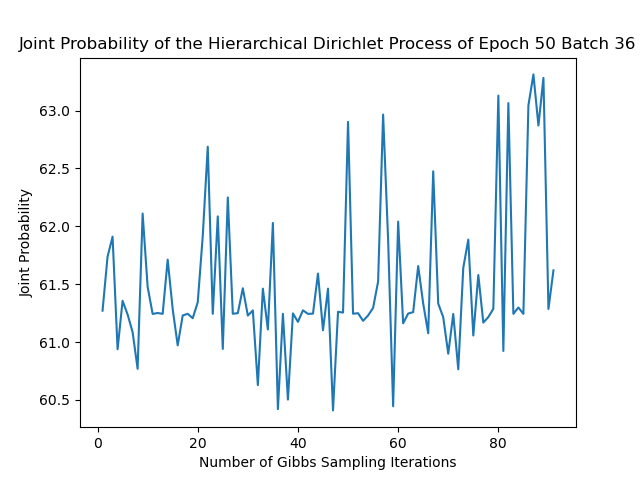 Joint Probability of the Hierarchical Dirichlet Process of Epoch 50 Batch 36
63.0
62.5
62.0
61.5
61.0
60.5
Joint Probability
0 20 40 60 80
Number of Gibbs Sampling Iterations